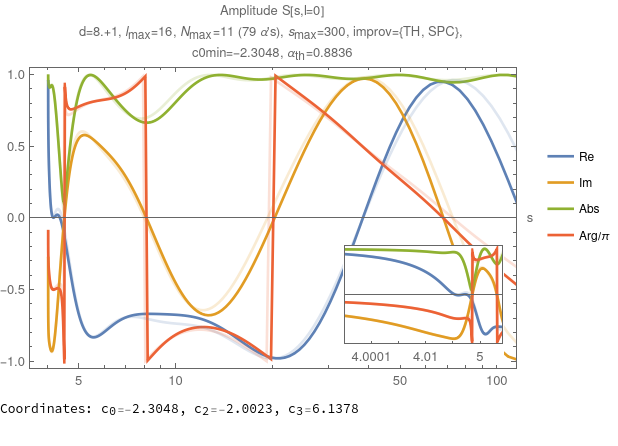 Amplitude S[s,l=0]
d=8.+1, lmax=16, Nmax=11 (79 α's), smax=300, improv={TH, SPC},
c0min=−2.3048, αth=0.8836
1.0
0.5
0.0
−0.5
−1.0
5
10
50
100
s
Re
Im
Abs
Arg/π
4.0001
4.01
5
Coordinates: c0=−2.3048, c2=−2.0023, c3=6.1378